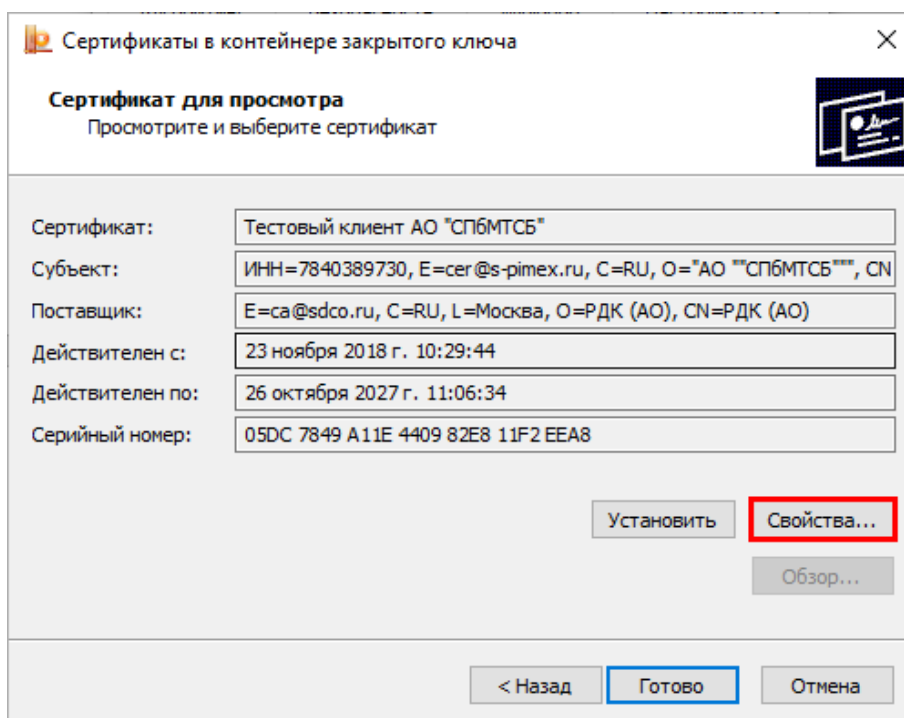 Сертификаты в контейнере закрытого ключа
Сертификат для просмотра
Просмотрите и выберите сертификат
Сертификат: Тестовый клиент АО "СПбМТСБ"
Субъект: ИНН=7840389730, E=cer@s-pimex.ru, C=RU, O="АО ""СПбМТСБ""", CN
Поставщик: E=ca@sdco.ru, C=RU, L=Москва, O=РДК (АО), CN=РДК (АО)
Действителен с: 23 ноября 2018 г. 10:29:44
Действителен по: 26 октября 2027 г. 11:06:34
Серийный номер: 05DC 7849 A11E 4409 82E8 11F2 EEA8
Установить Свойства...
Обзор...
< Назад Готово Отмена